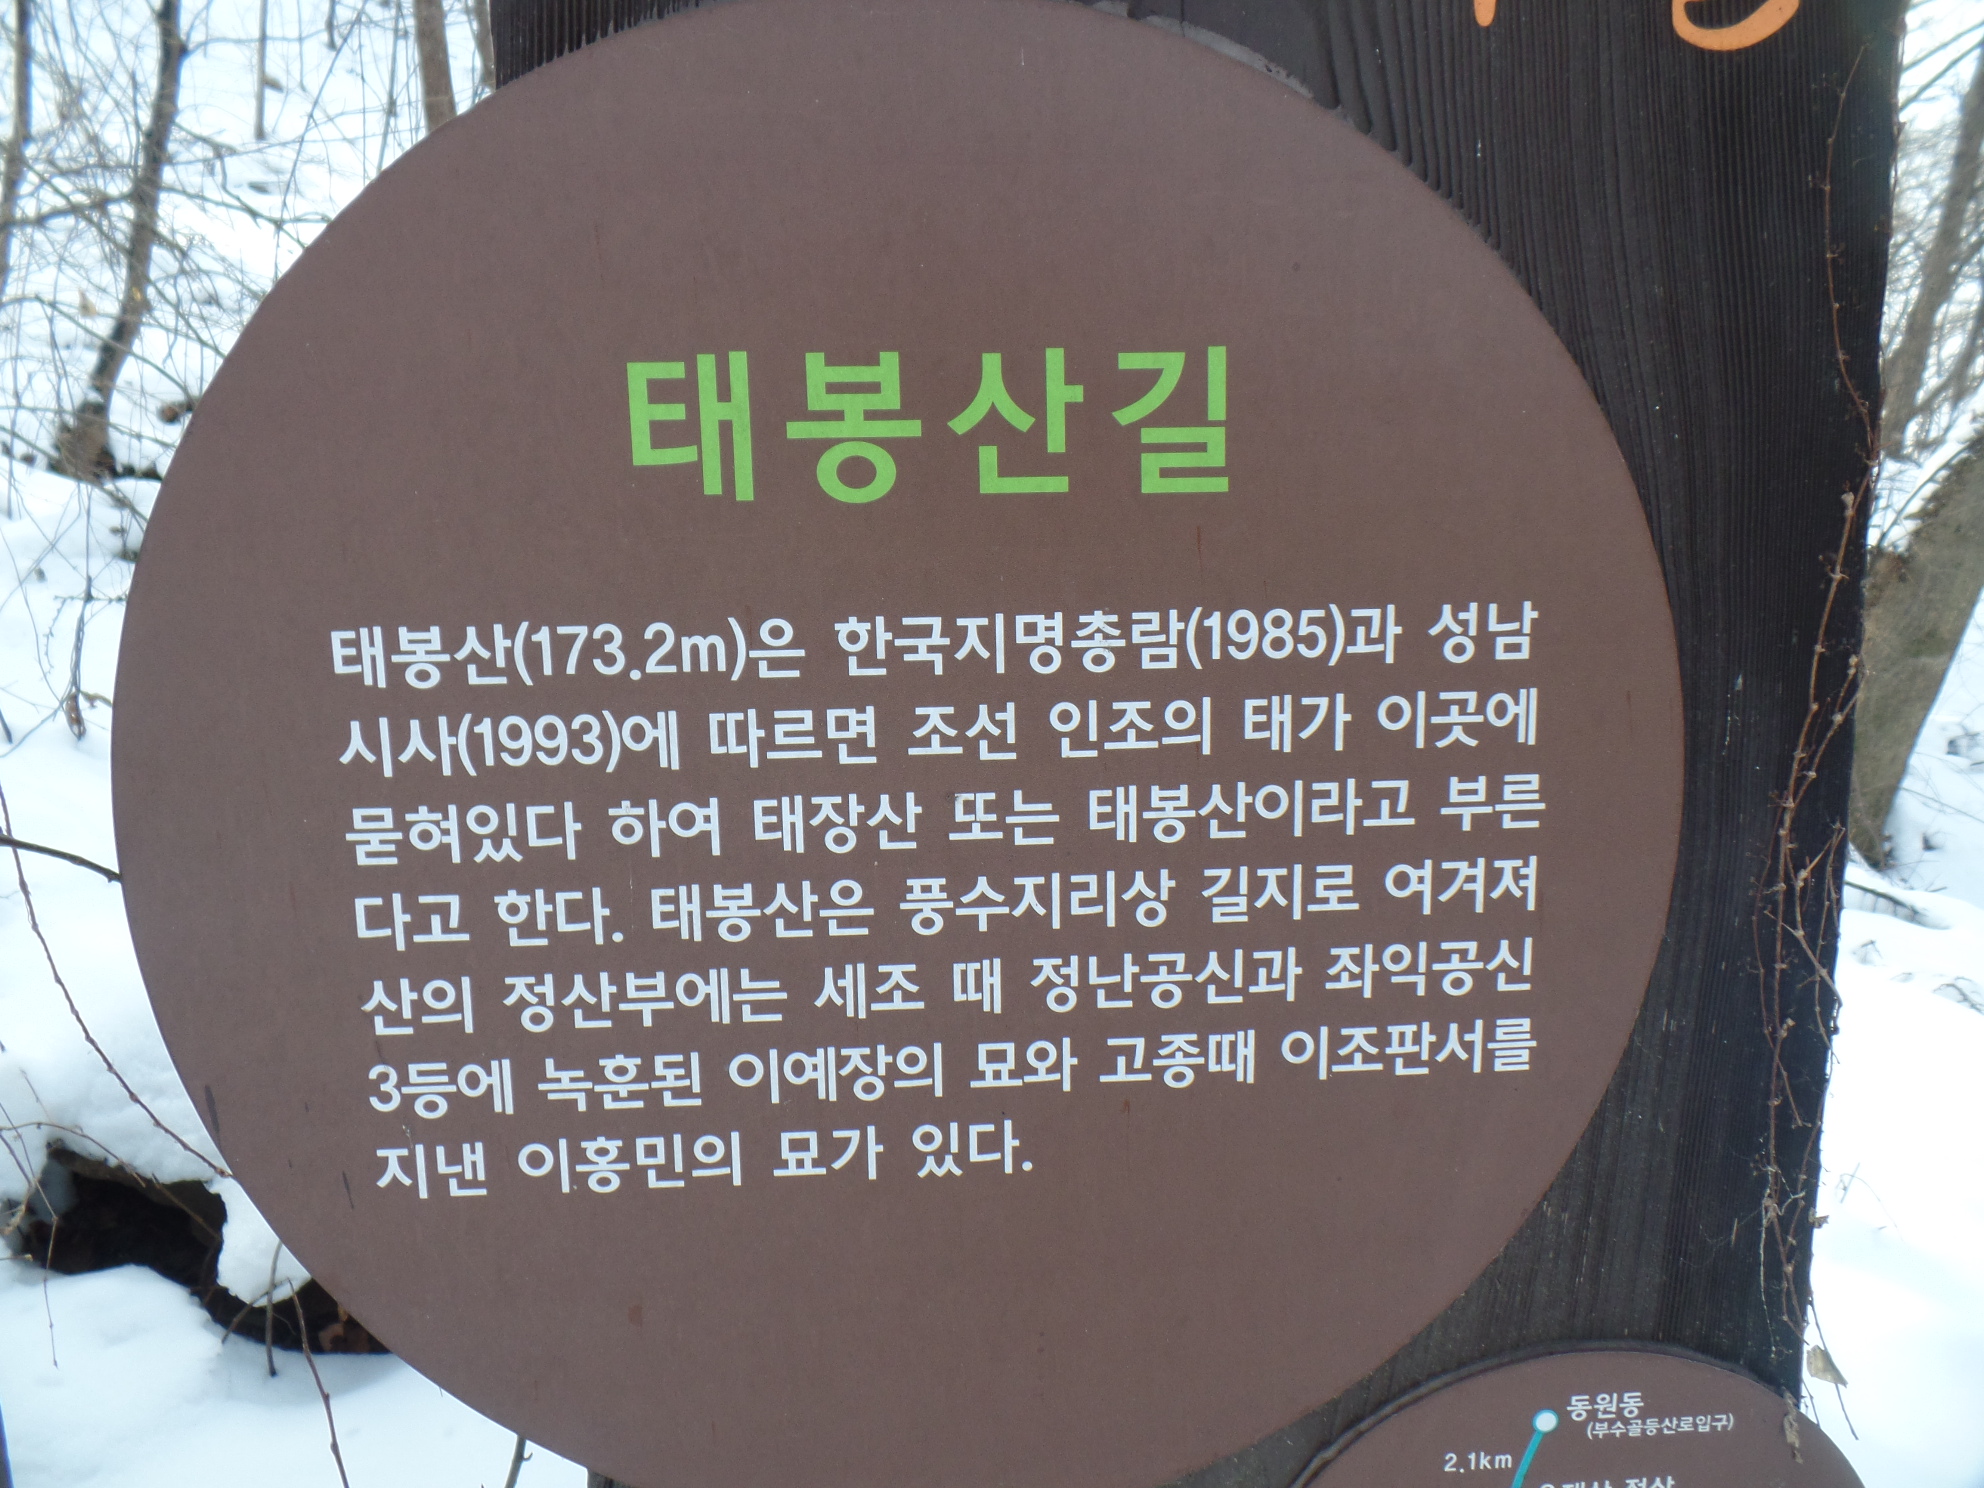 태봉산길
태봉산(173.2m)은 한국지명총람(1985)과 성남
시사(1993)에 따르면 조선 인조의 태가 이곳에
묻혀있다 하여 태장산 또는 태봉산이라고 부른
다고 한다. 태봉산은 풍수지리상 길지로 여겨져
산의 정산부에는 세조 때 정난공신과 좌익공신
3등에 녹훈된 이예장의 묘와 고종때 이조판서를
지낸 이홍민의 묘가 있다.
동원동
(부수골등산로입구)
2.1km